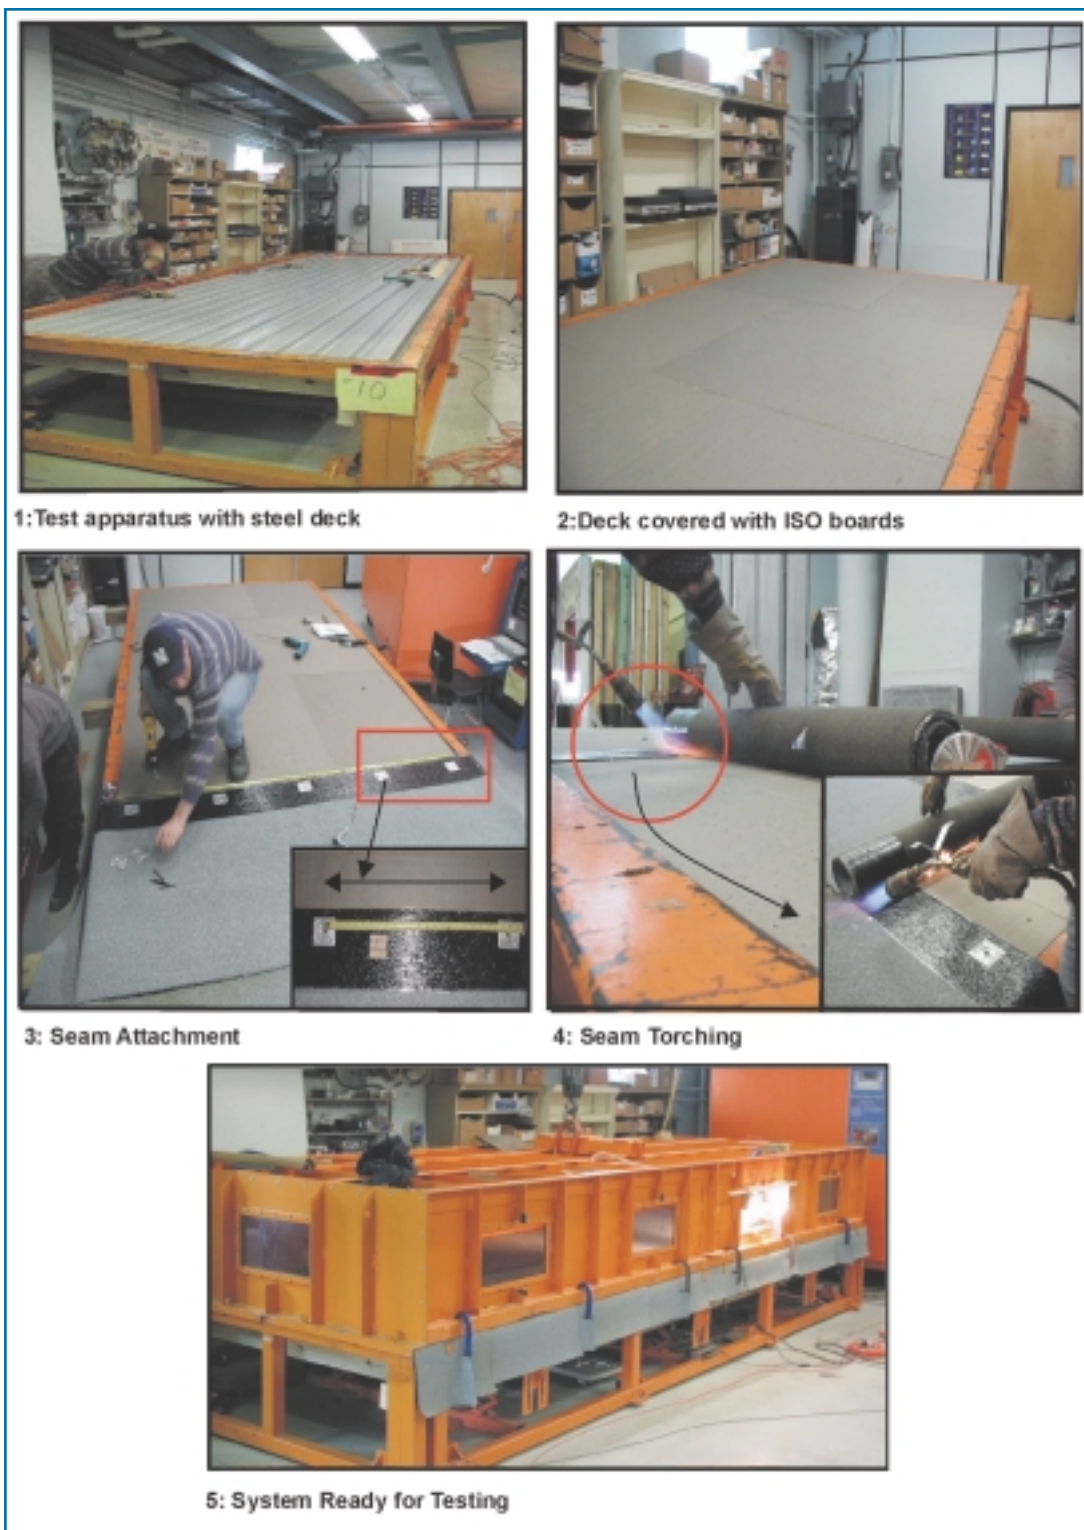 -10
1:Test apparatus with steel deck
2:Deck covered with ISO boards
3: Seam Attachment
4: Seam Torching
5: System Ready for Testing